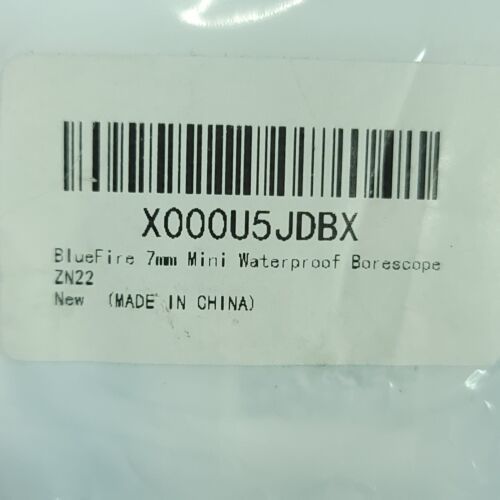 X000U5JDBX
BlueFire 7mm Mini Waterproof Borescope
ZN22
New (MADE IN CHINA)